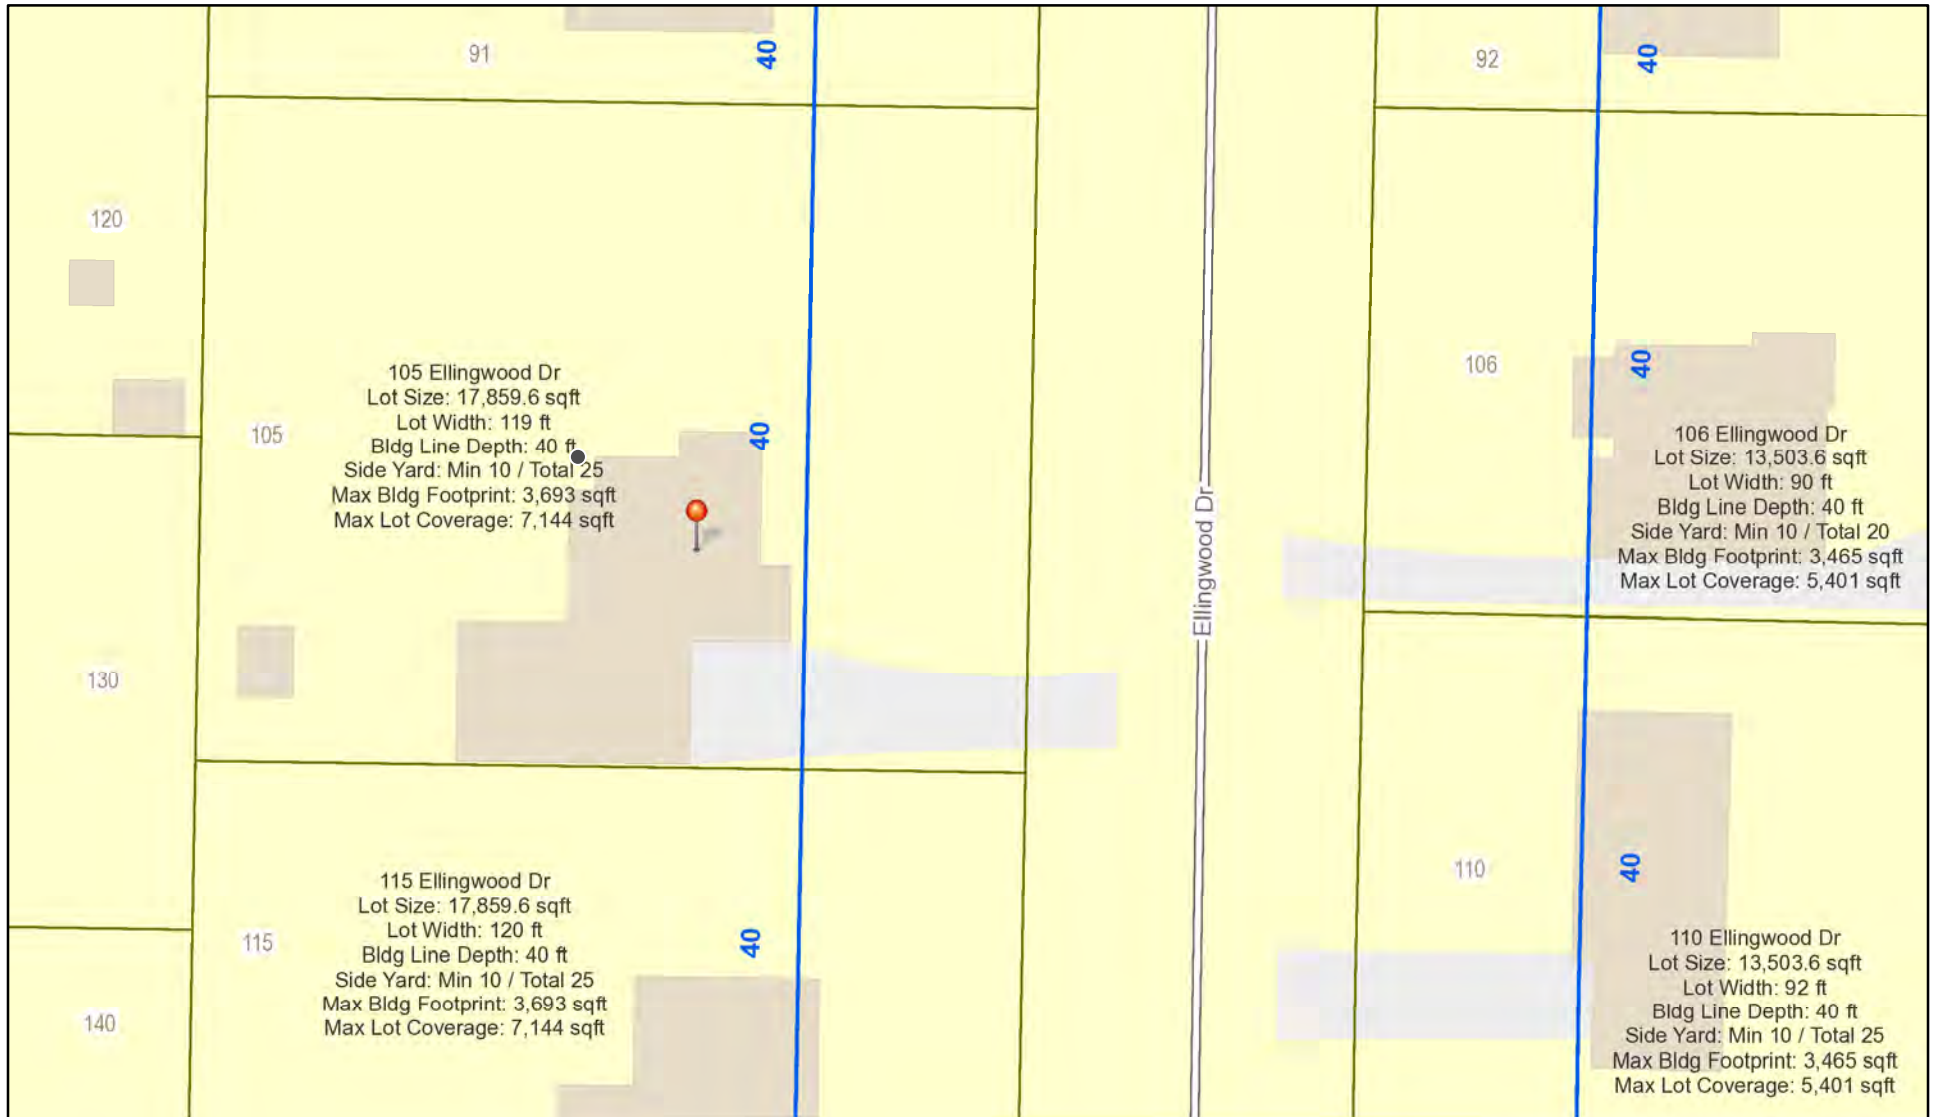 91
40
92
40
120
105 Ellingwood Dr
Lot Size: 17,859.6 sqft
Lot Width: 119 ft
Bldg Line Depth: 40 ft
Side Yard: Min 10 / Total 25
Max Bldg Footprint: 3,693 sqft
Max Lot Coverage: 7,144 sqft
105
40
106
40
106 Ellingwood Dr
Lot Size: 13,503.6 sqft
Lot Width: 90 ft
Bldg Line Depth: 40 ft
Side Yard: Min 10 / Total 20
Max Bldg Footprint: 3,465 sqft
Max Lot Coverage: 5,401 sqft
Ellingwood Dr
130
115 Ellingwood Dr
Lot Size: 17,859.6 sqft
Lot Width: 120 ft
Bldg Line Depth: 40 ft
Side Yard: Min 10 / Total 25
Max Bldg Footprint: 3,693 sqft
Max Lot Coverage: 7,144 sqft
115
40
110
40
110 Ellingwood Dr
Lot Size: 13,503.6 sqft
Lot Width: 92 ft
Bldg Line Depth: 40 ft
Side Yard: Min 10 / Total 25
Max Bldg Footprint: 3,465 sqft
Max Lot Coverage: 5,401 sqft
140